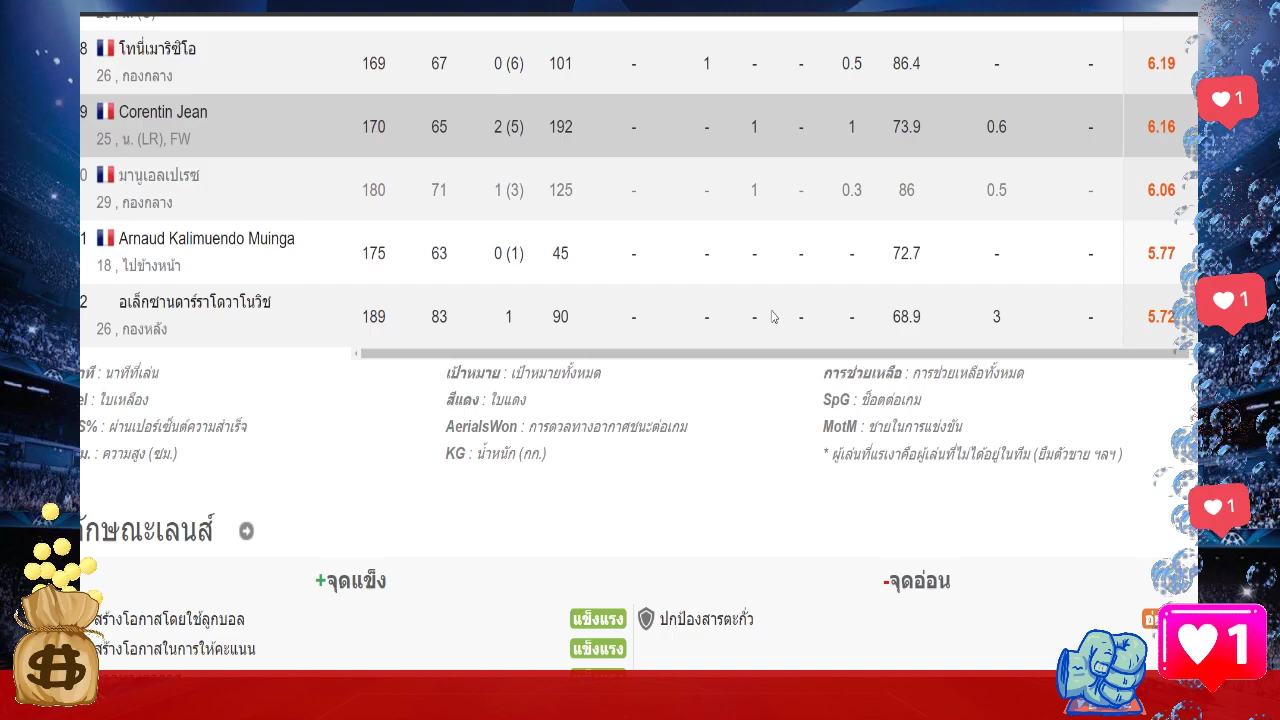 8 โทนี่เมาริซิโอ 169 67 0 (6) 101 - 1 - - 0.5 86.4 - - 6.19
26 , กองกลาง
9 Corentin Jean 170 65 2 (5) 192 - - 1 - 1 73.9 0.6 - 6.16
25 , น. (LR), FW
0 มานูเอลเปเรซ 180 71 1 (3) 125 - - 1 - 0.3 86 0.5 - 6.06
29 , กองกลาง
1 Arnaud Kalimuendo Muinga 175 63 0 (1) 45 - - - - - 72.7 - - 5.77
18 , ไปข้างหน้า
2 อเล็กซานดาร์ราโดวาโนวิช 189 83 1 90 - - - - - 68.9 3 - 5.72
26 , กองหลัง
ที : นาทีที่เล่น เป้าหมาย : เป้าหมายทั้งหมด การช่วยเหลือ : การช่วยเหลือทั้งหมด
el : ใบเหลือง สีแดง : ใบแดง SpG : ช็อตต่อเกม
S% : ผ่านเปอร์เซ็นต์ความสำเร็จ AerialsWon : การดวลทางอากาศชนะต่อเกม MotM : ชายในการแข่งขัน
ม. : ความสูง (ซม.) KG : น้ำหนัก (กก.) * ผู้เล่นที่แรเงาคือผู้เล่นที่ไม่ได้อยู่ในทีม (ยืมตัวขาย ฯลฯ )
ักษณะเลนส์
+จุดแข็ง -จุดอ่อน
สร้างโอกาสโดยใช้ลูกบอล แข็งแรง ปกป้องสารตะกั่ว
สร้างโอกาสในการให้คะแนน แข็งแรง
1
1
1
1